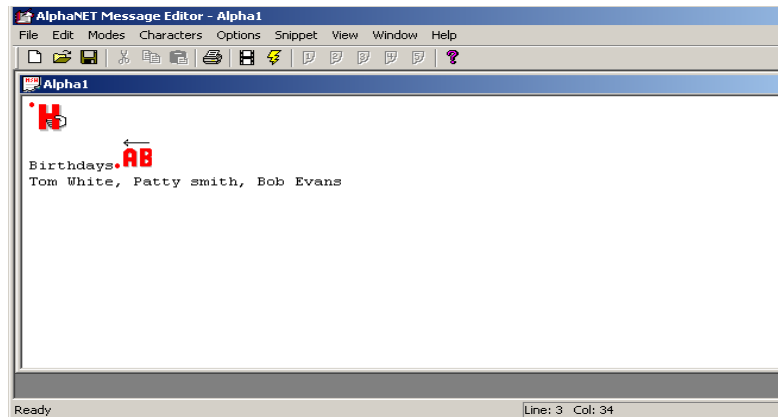 AlphaNET Message Editor - Alpha1
File Edit Modes Characters Options Snippet View Window Help
Alpha1
H
Birthdays AB
Tom White, Patty smith, Bob Evans
Ready Line: 3 Col: 34